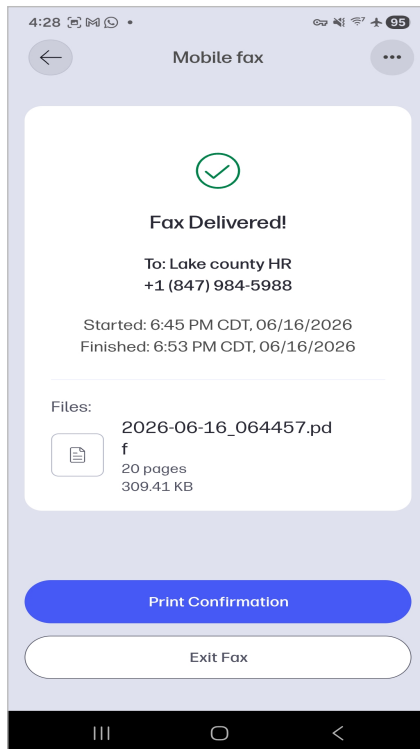 4:28
95
Mobile fax
Fax Delivered!
To: Lake county HR
+1 (847) 984-5988
Started: 6:45 PM CDT, 06/16/2026
Finished: 6:53 PM CDT, 06/16/2026
Files:
2026-06-16_064457.pd
f
20 pages
309.41 KB
Print Confirmation
Exit Fax